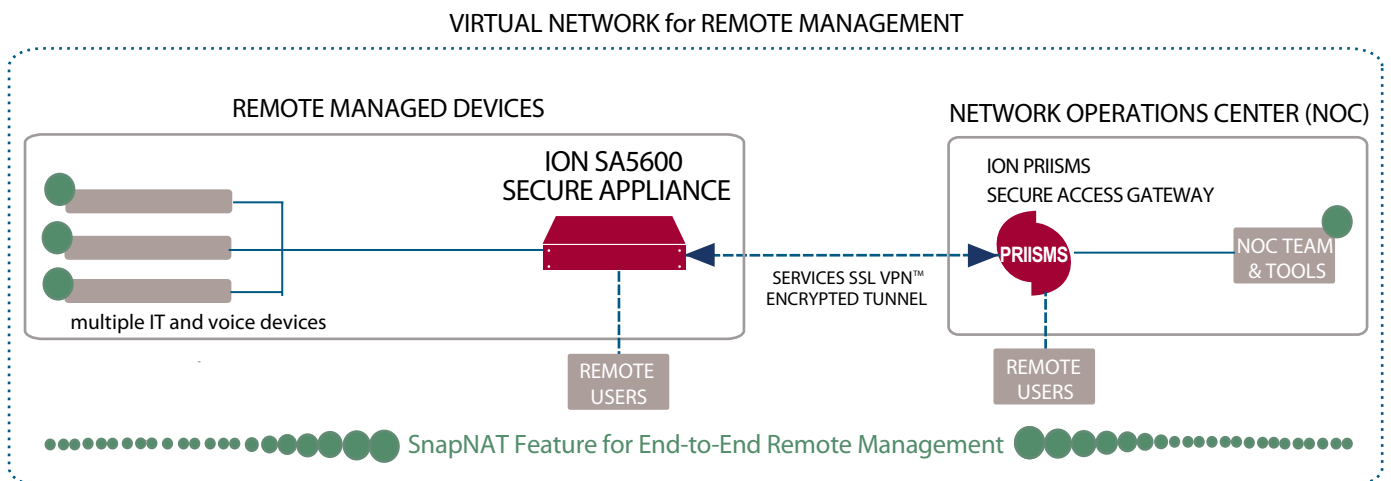 VIRTUAL NETWORK for REMOTE MANAGEMENT
REMOTE MANAGED DEVICES
NETWORK OPERATIONS CENTER (NOC)
ION SA5600
SECURE APPLIANCE
ION PRIISMS
SECURE ACCESS GATEWAY
PRIISMS
NOC TEAM
& TOOLS
SERVICES SSL VPN™
ENCRYPTED TUNNEL
multiple IT and voice devices
REMOTE
USERS
REMOTE
USERS
SnapNAT Feature for End-to-End Remote Management